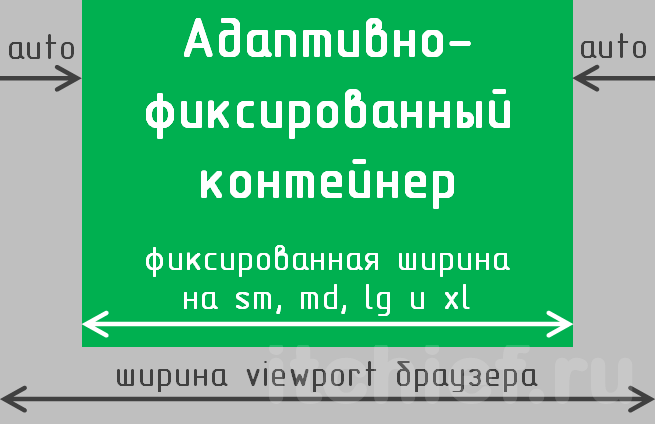 auto
Адаптивно-
auto
фиксированный
контейнер
фиксированная ширина
на sm, md, lg и xl
ширина viewport браузера
itchief.ru